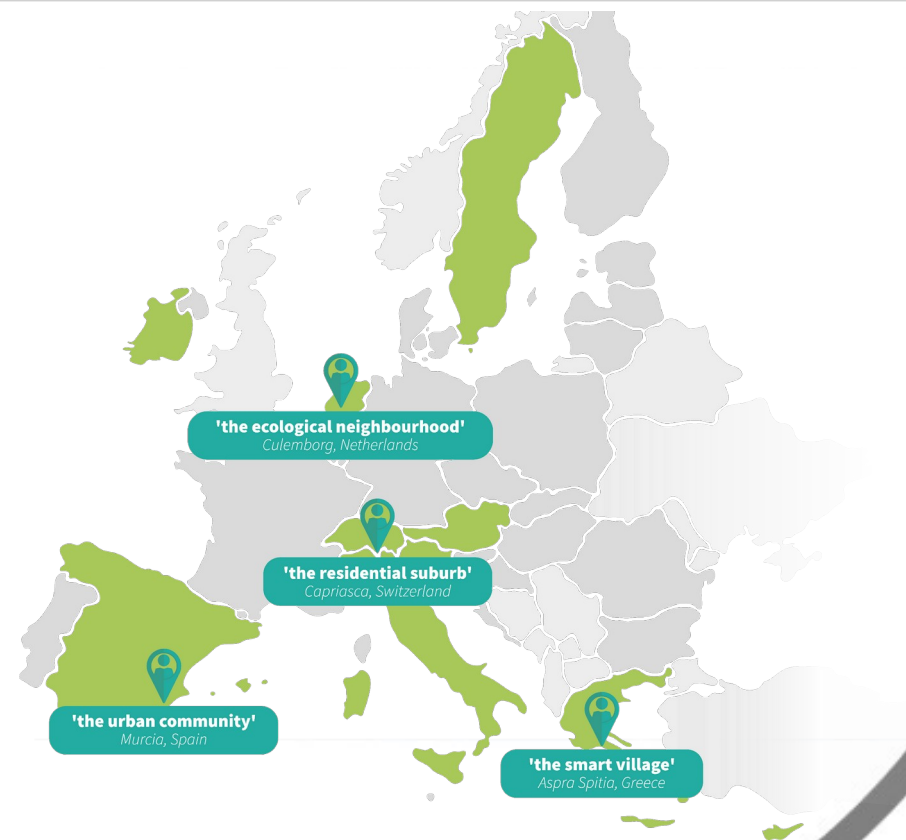 'the ecological neighbourhood'
Culemborg, Netherlands
'the residential suburb'
Capriasca, Switzerland
'the urban community'
Murcia, Spain
'the smart village'
Aspra Spitia, Greece